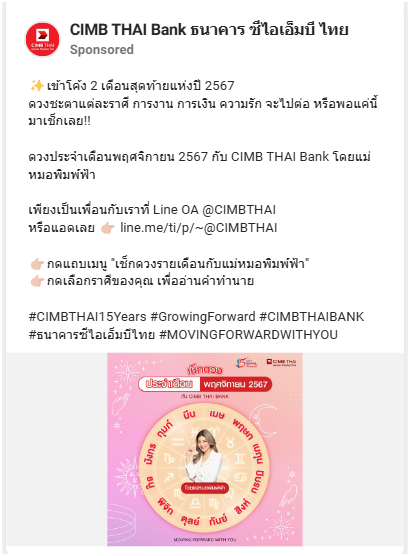 CIMB THAI Bank ธนาคาร ซีไอเอ็มบี ไทย
Sponsored
✨เข้าโค้ง 2 เดือนสุดท้ายแห่งปี 2567
ดวงชะตาแต่ละราศี การงาน การเงิน ความรัก จะไปต่อ หรือพอแค่นี้
มาเช็กเลย!!
ดวงประจำเดือนพฤศจิกายน 2567 กับ CIMB THAI Bank โดยแม่
หมอพิมพ์ฟ้า
เพียงเป็นเพื่อนกับเราที่ Line OA @CIMBTHAI
หรือแอดเลย 👉🏻 line.me/ti/p/~@CIMBTHAI
👉🏻กดแถบเมนู "เช็กดวงรายเดือนกับแม่หมอพิมพ์ฟ้า"
👉🏻กดเลือกราศีของคุณ เพื่ออ่านคำทำนาย
#CIMBTHAI15Years #GrowingForward #CIMBTHAIBANK
#ธนาคารซีไอเอ็มบีไทย #MOVINGFORWARDWITHYOU
CIMB THAI
เช็กดวง
ประจำเดือน พฤศจิกายน 2567
กับ CIMB THAI BANK
เมษ
พฤษภ
เมถุน
กรกฎ
สิงห์
กันย์
ตุลย์
พิจิก
ธนู
มังกร
กุมภ์
มีน
โดยแม่หมอพิมพ์ฟ้า
MOVING FORWARD WITH YOU